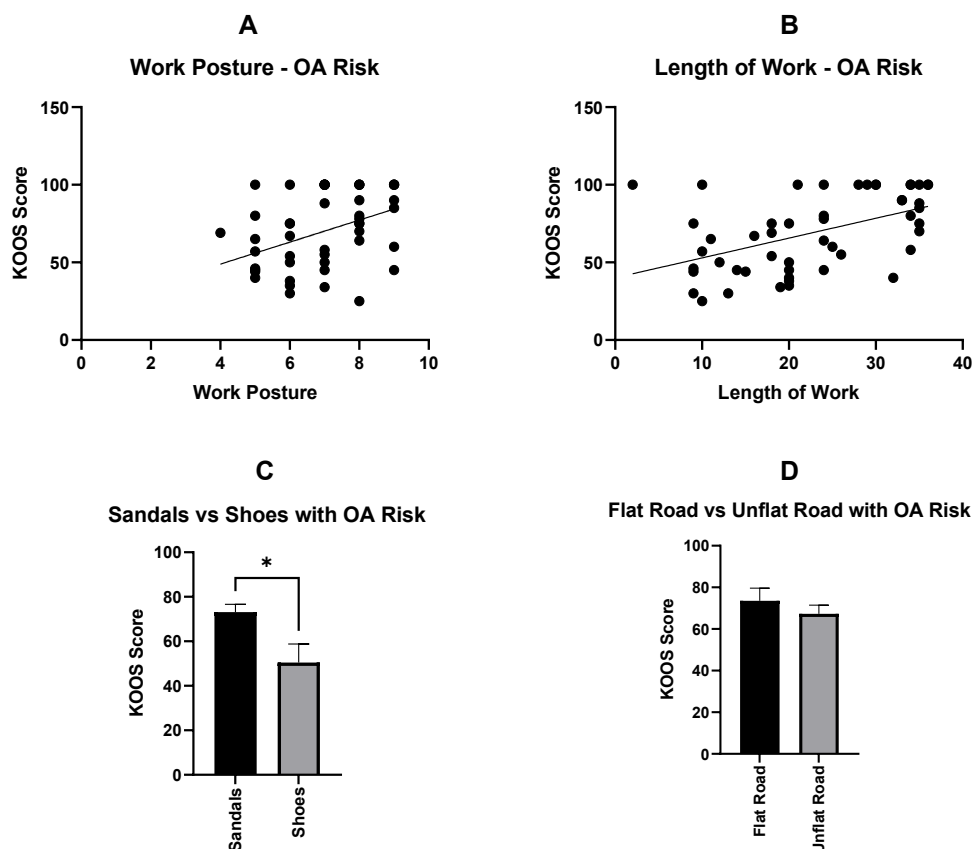 A
Work Posture - OA Risk
150
100
50
0
KOOS Score
0 2 4 6 8 10
Work Posture
B
Length of Work - OA Risk
150
100
50
0
KOOS Score
0 10 20 30 40
Length of Work
C
Sandals vs Shoes with OA Risk
100
80
60
40
20
0
KOOS Score
*
Sandals
Shoes
D
Flat Road vs Unflat Road with OA Risk
100
80
60
40
20
0
KOOS Score
Flat Road
Unflat Road